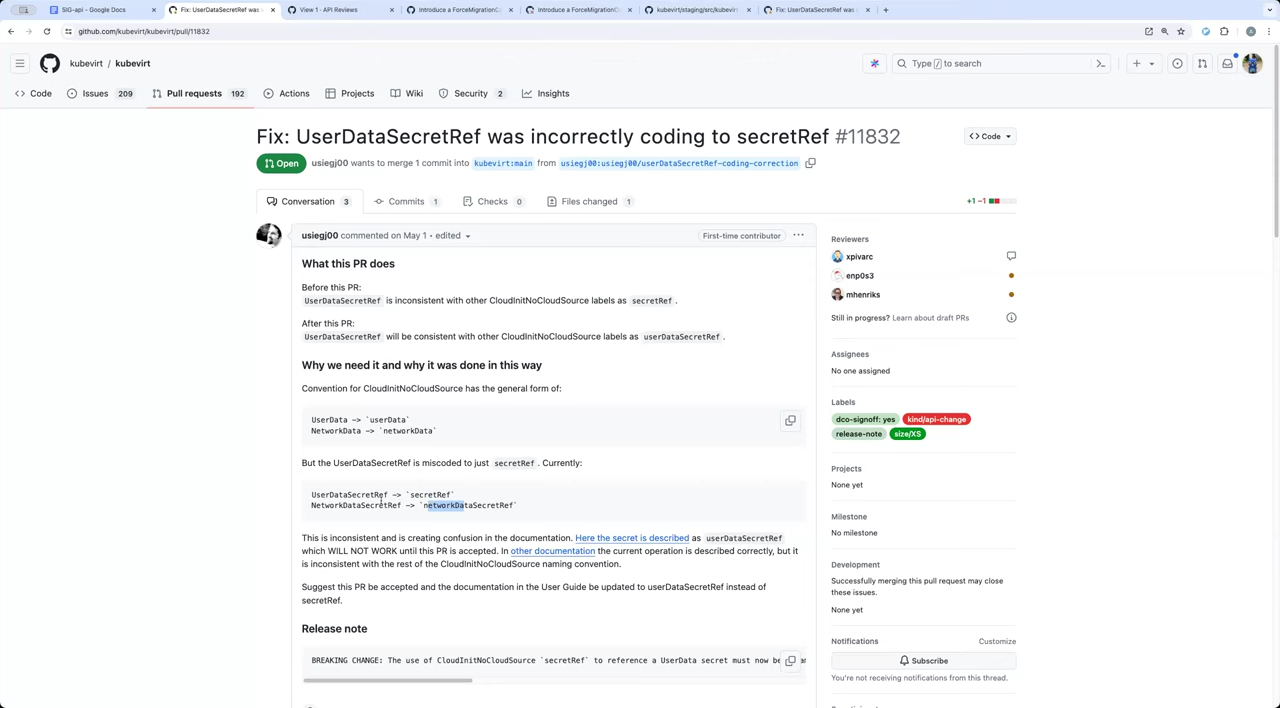 SIG-api - Google Docs
Fix: UserDataSecretRef was
View 1 · API Reviews
Introduce a ForceMigrationC
Introduce a ForceMigrationC
kubevirt/staging/src/kubevirt
Fix: UserDataSecretRef was
github.com/kubevirt/kubevirt/pull/11832
kubevirt / kubevirt
Type / to search
Code
Issues 209
Pull requests 192
Actions
Projects
Wiki
Security 2
Insights
Fix: UserDataSecretRef was incorrectly coding to secretRef #11832
<> Code
Open
usiegj00 wants to merge 1 commit into kubevirt:main from usiegj00:usiegj00/userDataSecretRef-coding-correction
Conversation 3
Commits 1
Checks 0
Files changed 1
+1 −1
usiegj00 commented on May 1 • edited
First-time contributor
What this PR does
Before this PR:
UserDataSecretRef is inconsistent with other CloudInitNoCloudSource labels as secretRef.
After this PR:
UserDataSecretRef will be consistent with other CloudInitNoCloudSource labels as userDataSecretRef.
Why we need it and why it was done in this way
Convention for CloudInitNoCloudSource has the general form of:
UserData -> `userData`
NetworkData -> `networkData`
But the UserDataSecretRef is miscoded to just secretRef. Currently:
UserDataSecretRef -> `secretRef`
NetworkDataSecretRef -> `networkDataSecretRef`
This is inconsistent and is creating confusion in the documentation. Here the secret is described as userDataSecretRef
which WILL NOT WORK until this PR is accepted. In other documentation the current operation is described correctly, but it
is inconsistent with the rest of the CloudInitNoCloudSource naming convention.
Suggest this PR be accepted and the documentation in the User Guide be updated to userDataSecretRef instead of
secretRef.
Release note
BREAKING CHANGE: The use of CloudInitNoCloudSource `secretRef` to reference a UserData secret must now be
Reviewers
xpivarc
enp0s3
mhenriks
Still in progress? Learn about draft PRs
Assignees
No one assigned
Labels
dco-signoff: yes
kind/api-change
release-note
size/XS
Projects
None yet
Milestone
No milestone
Development
Successfully merging this pull request may close
these issues.
None yet
Notifications
Customize
Subscribe
You're not receiving notifications from this thread.